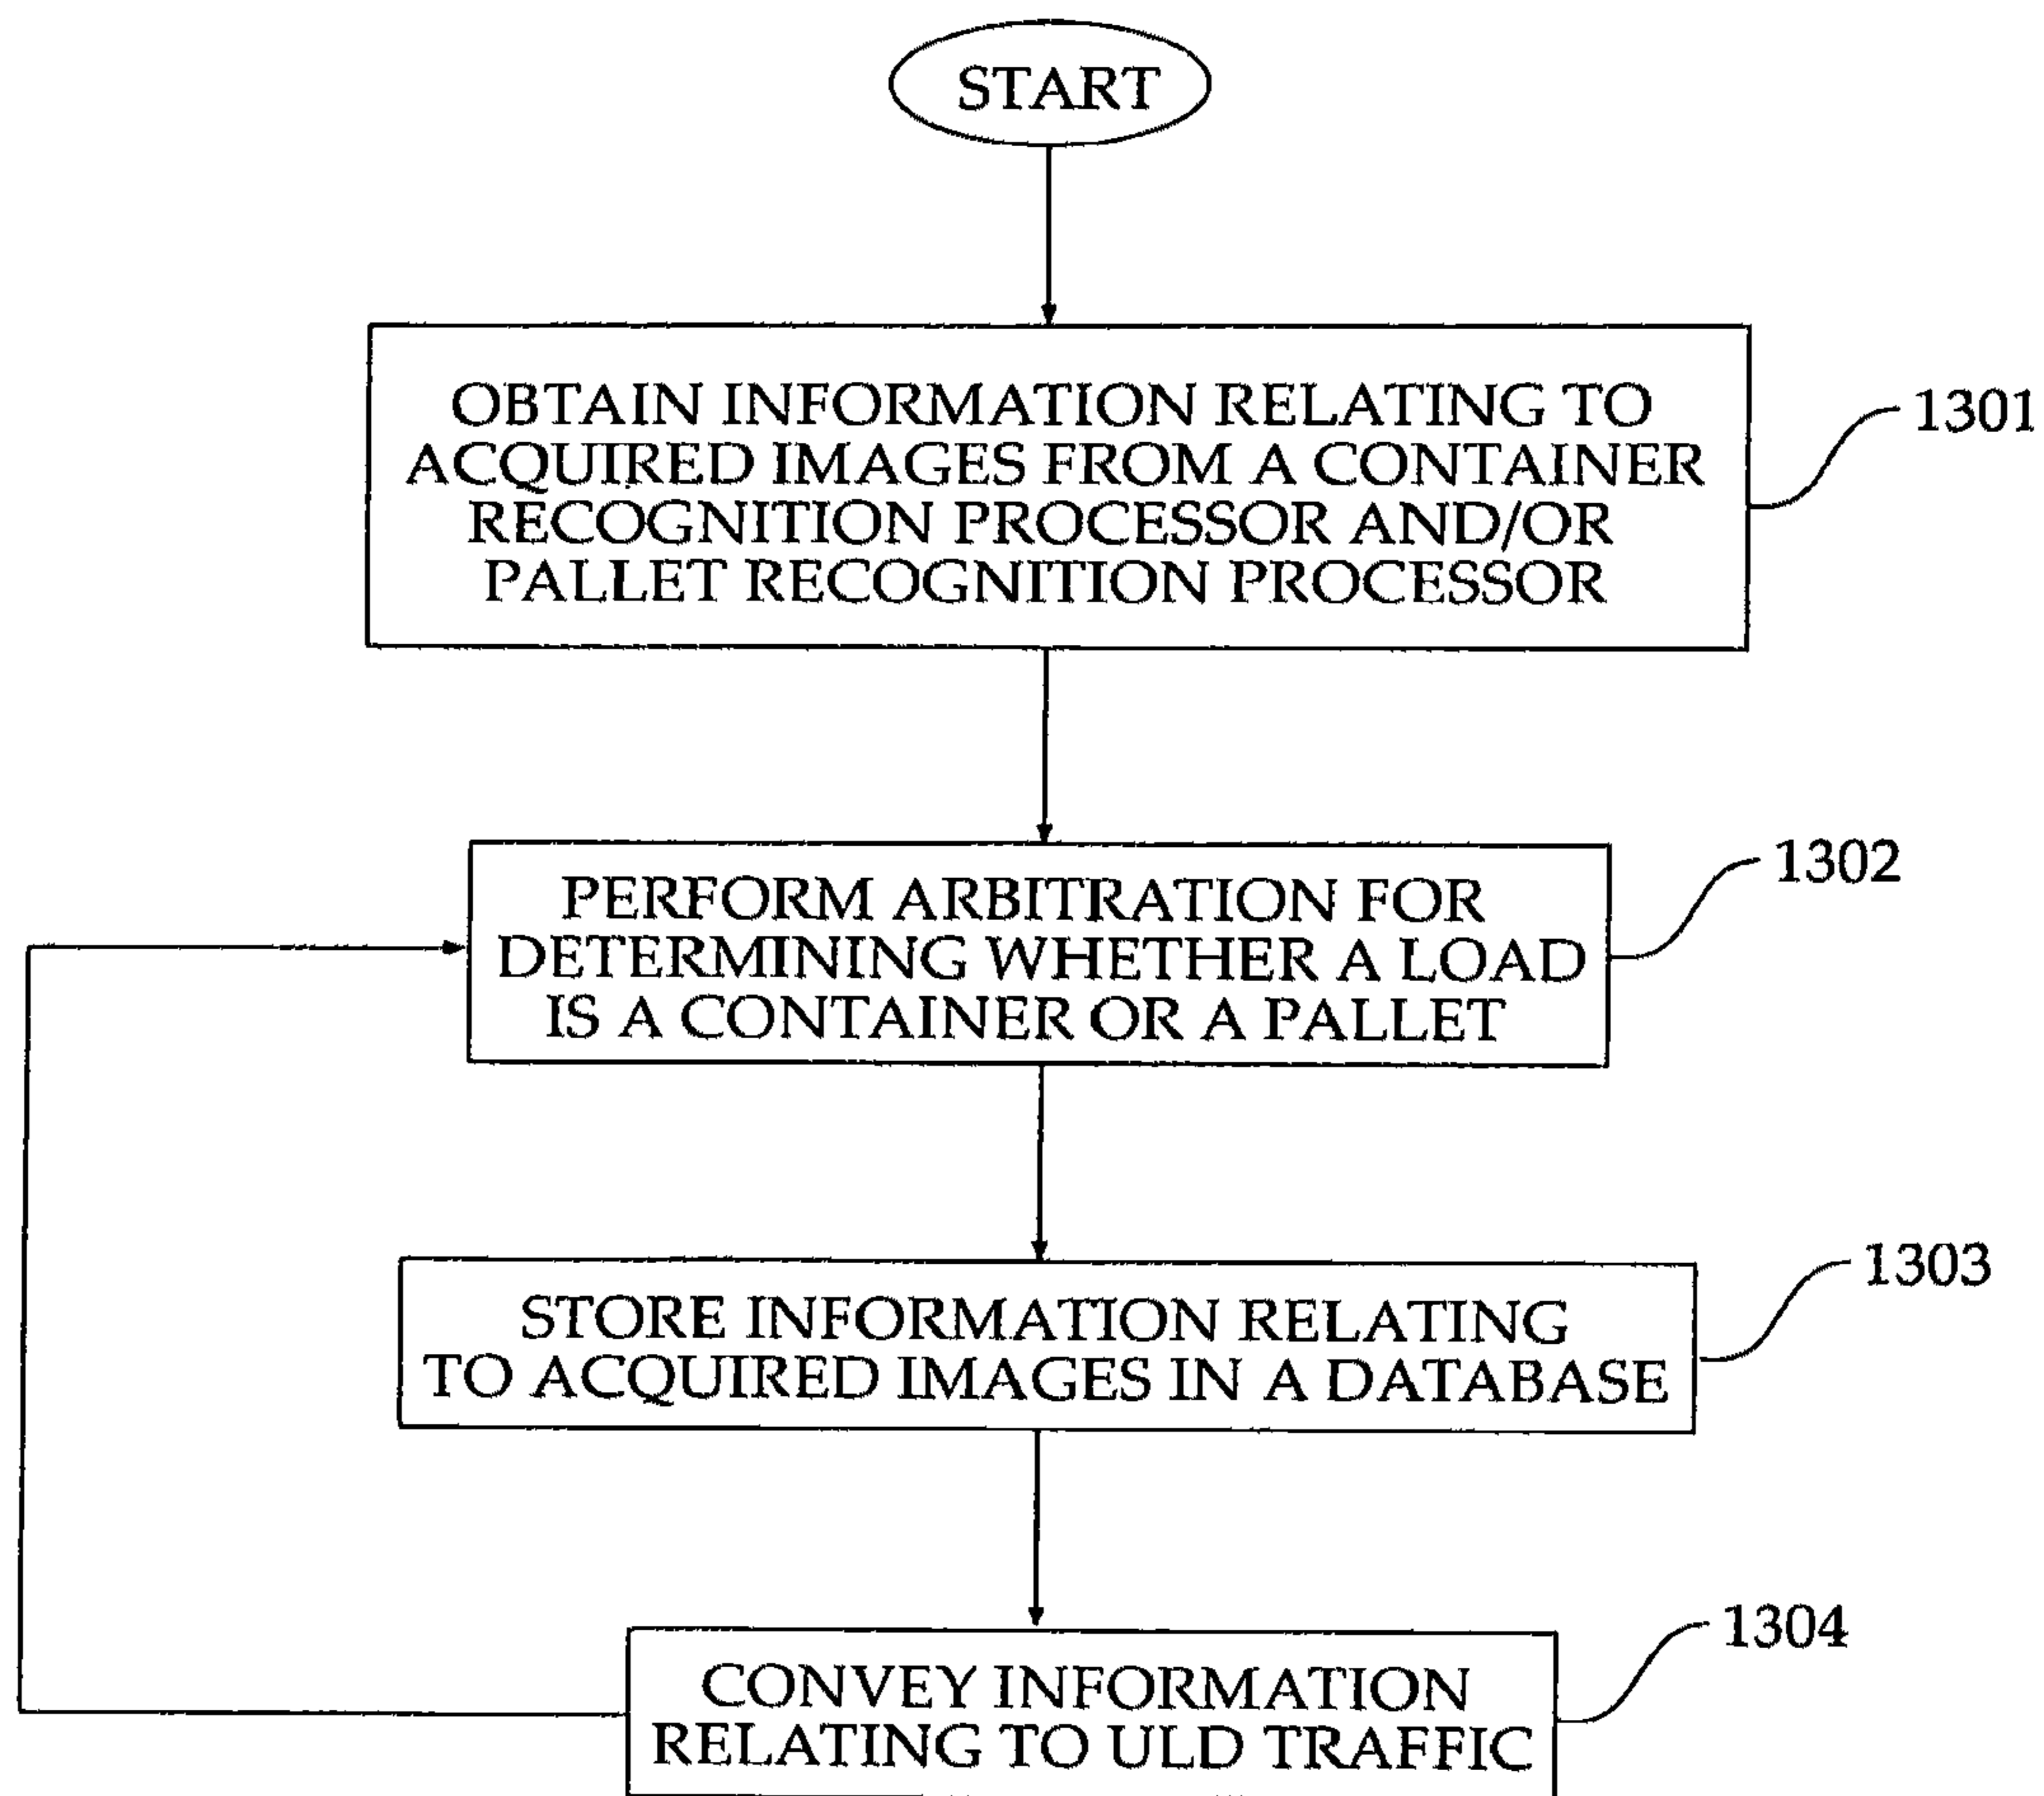 START
OBTAIN INFORMATION RELATING TO
ACQUIRED IMAGES FROM A CONTAINER
RECOGNITION PROCESSOR AND/OR
PALLET RECOGNITION PROCESSOR
1301
PERFORM ARBITRATION FOR
DETERMINING WHETHER A LOAD
IS A CONTAINER OR A PALLET
1302
STORE INFORMATION RELATING
TO ACQUIRED IMAGES IN A DATABASE
1303
CONVEY INFORMATION
RELATING TO ULD TRAFFIC
1304